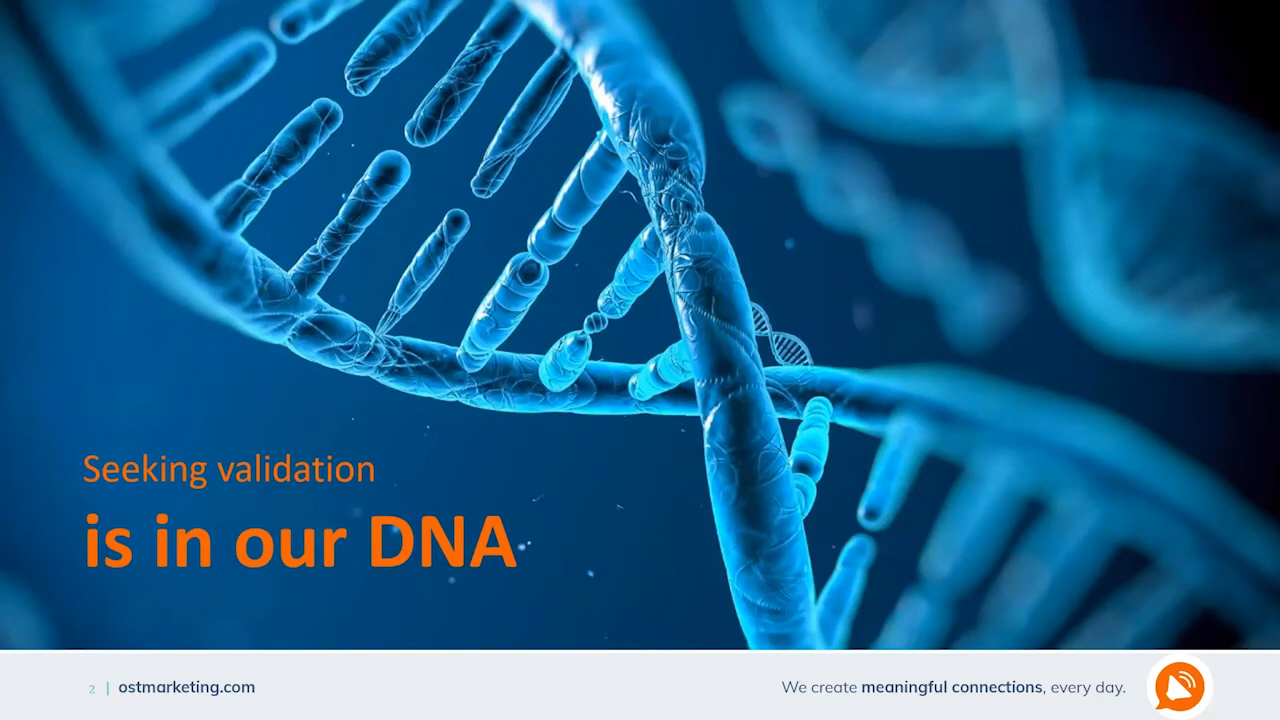 Seeking validation
is in our DNA
2 | ostmarketing.com
We create meaningful connections, every day.